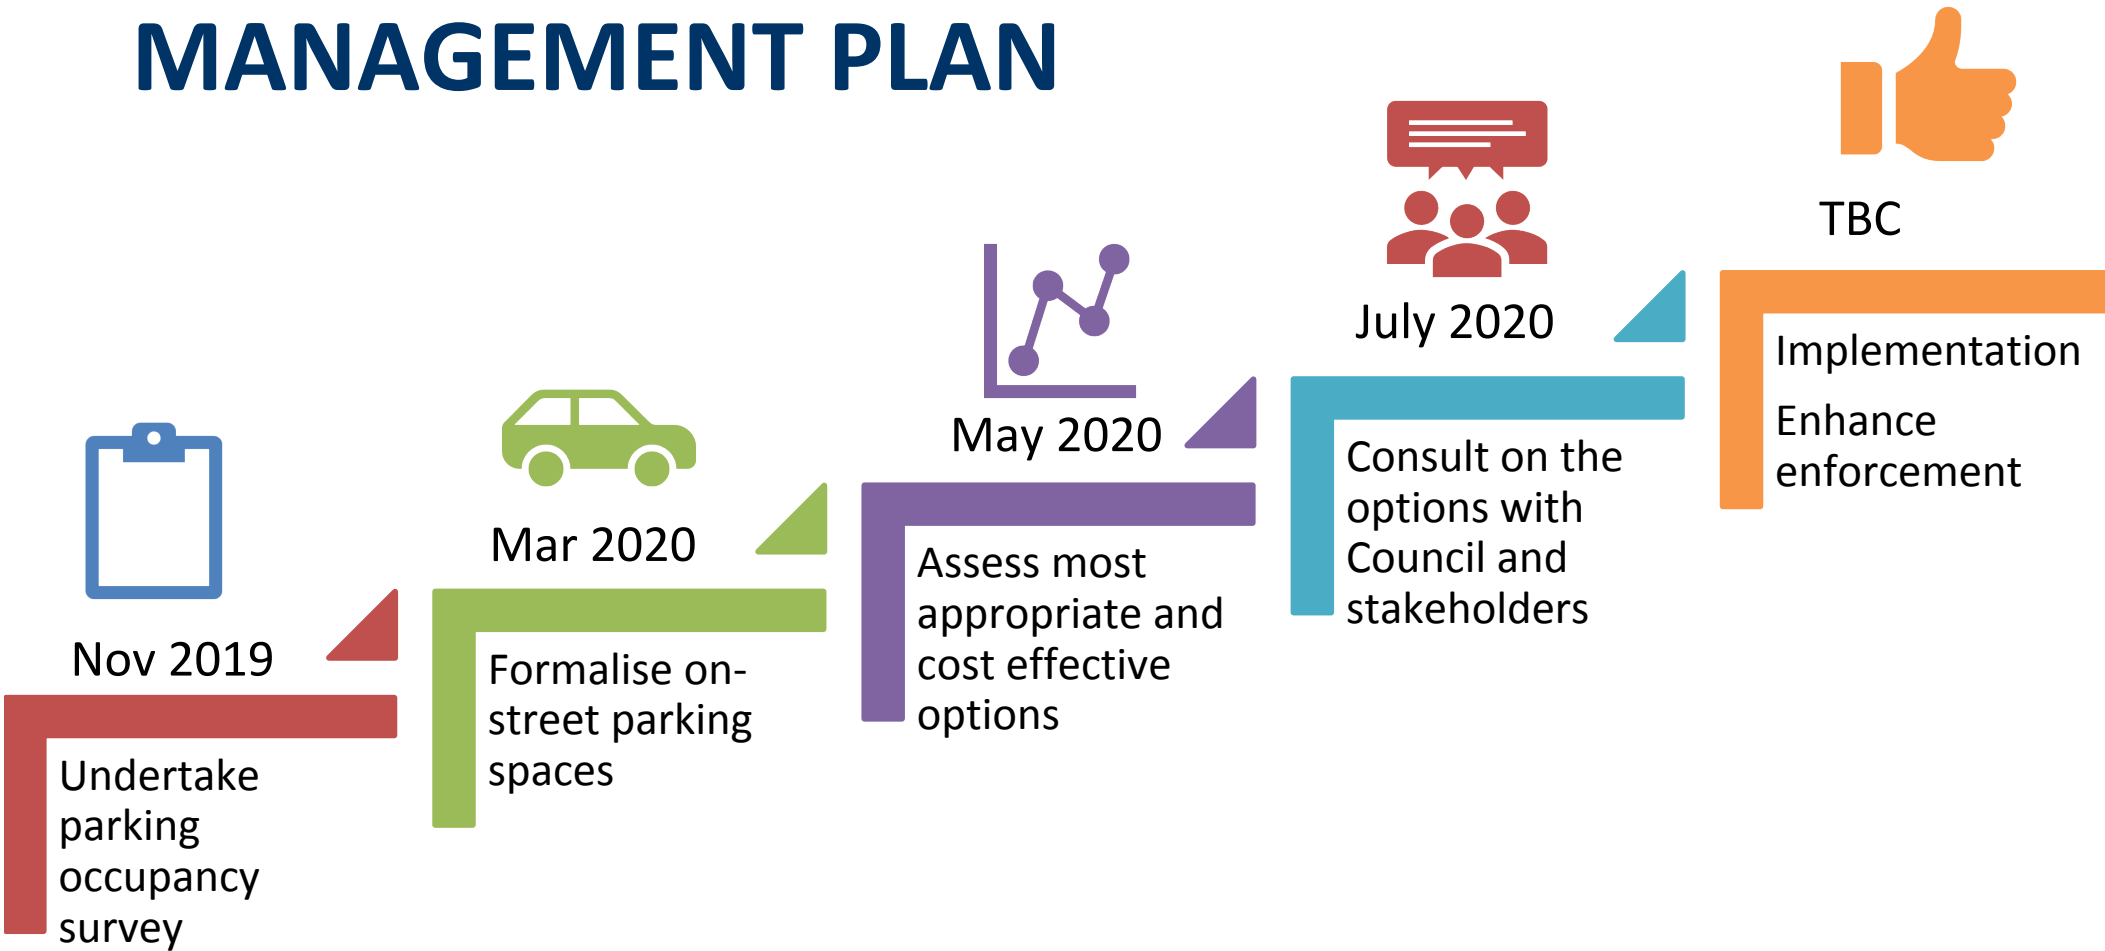 MANAGEMENT PLAN
Nov 2019
Undertake
parking
occupancy
survey
Mar 2020
Formalise on-
street parking
spaces
May 2020
Assess most
appropriate and
cost effective
options
July 2020
Consult on the
options with
Council and
stakeholders
TBC
Implementation
Enhance
enforcement